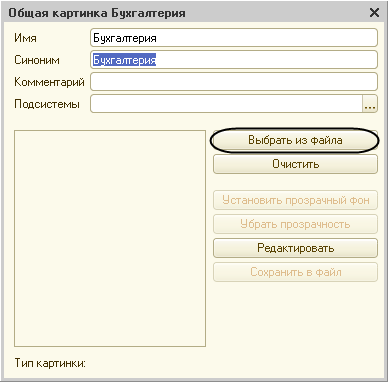 Общая картинка Бухгалтерия
Имя Бухгалтерия
Синоним Бухгалтерия
Комментарий
Подсистемы ...
Выбрать из файла
Очистить
Установить прозрачный фон
Убрать прозрачность
Редактировать
Сохранить в файл
Тип картинки: